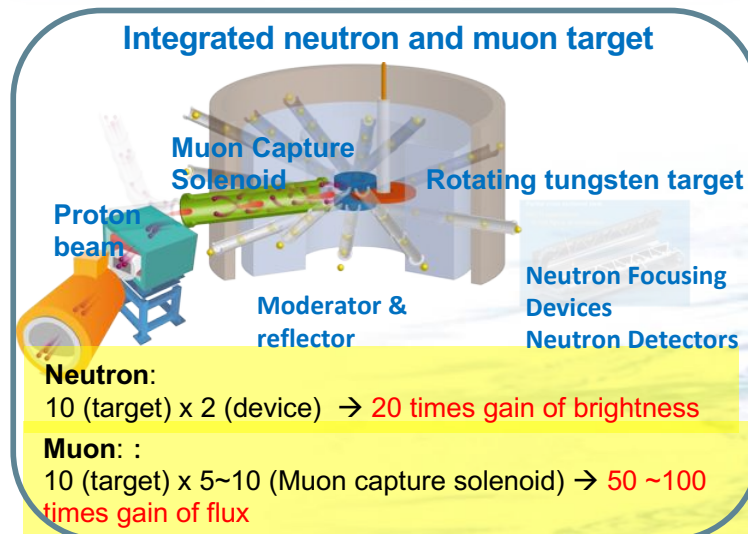 Integrated neutron and muon target
Muon Capture
Solenoid
Rotating tungsten target
Proton
beam
Neutron Focusing
Devices
Neutron Detectors
Moderator &
reflector
Neutron:
10 (target) x 2 (device) → 20 times gain of brightness
Muon: :
10 (target) x 5~10 (Muon capture solenoid) → 50 ~100
times gain of flux